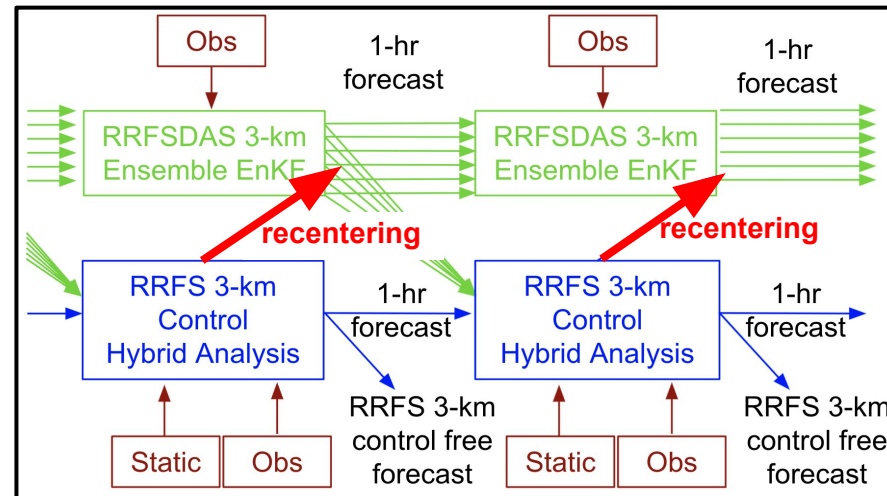 Obs
1-hr
forecast
Obs
1-hr
forecast
RRFSDAS 3-km
Ensemble EnKF
RRFSDAS 3-km
Ensemble EnKF
recentering
recentering
RRFS 3-km
Control
Hybrid Analysis
1-hr
forecast
RRFS 3-km
Control
Hybrid Analysis
1-hr
forecast
RRFS 3-km
control free
forecast
RRFS 3-km
control free
forecast
Static
Obs
Static
Obs